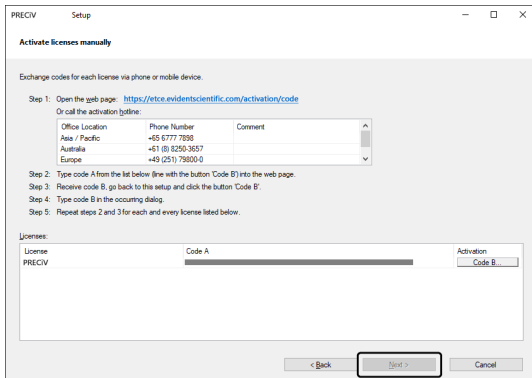 PRECiV Setup
Activate licenses manually
Exchange codes for each license via phone or mobile device.
Step 1: Open the web page: https://etce.evidentscientific.com/activation/code
Or call the activation hotline:
Office Location Phone Number Comment
Asia / Pacific +65 6777 7898
Australia +61 (8) 8250-3657
Europe +49 (251) 79800-0
Step 2: Type code A from the list below (line with the button 'Code B') into the web page.
Step 3: Receive code B, go back to this setup and click the button 'Code B'.
Step 4: Type code B in the occurring dialog.
Step 5: Repeat steps 2 and 3 for each and every license listed below.
Licenses:
License Code A Activation
PRECiV Code B...
< Back Next > Cancel